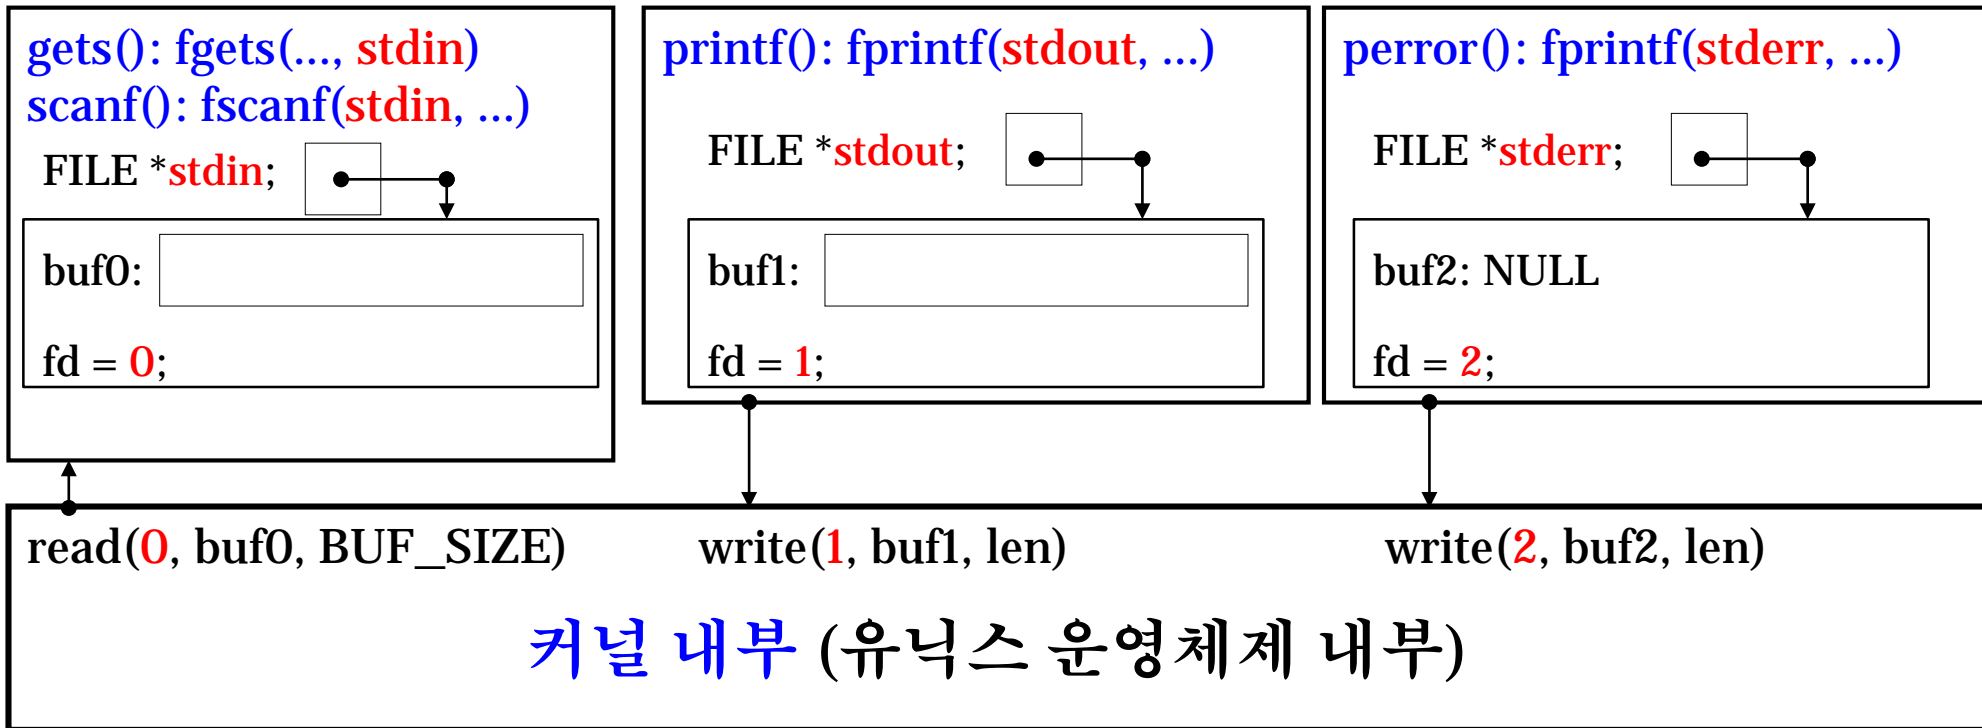 gets(): fgets(..., stdin)
scanf(): fscanf(stdin, ...)
FILE *stdin;
buf0:
fd = 0;
printf(): fprintf(stdout, ...)
FILE *stdout;
buf1:
fd = 1;
perror(): fprintf(stderr, ...)
FILE *stderr;
buf2: NULL
fd = 2;
read(0, buf0, BUF_SIZE)
write(1, buf1, len)
write(2, buf2, len)
커널 내부 (유닉스 운영체제 내부)